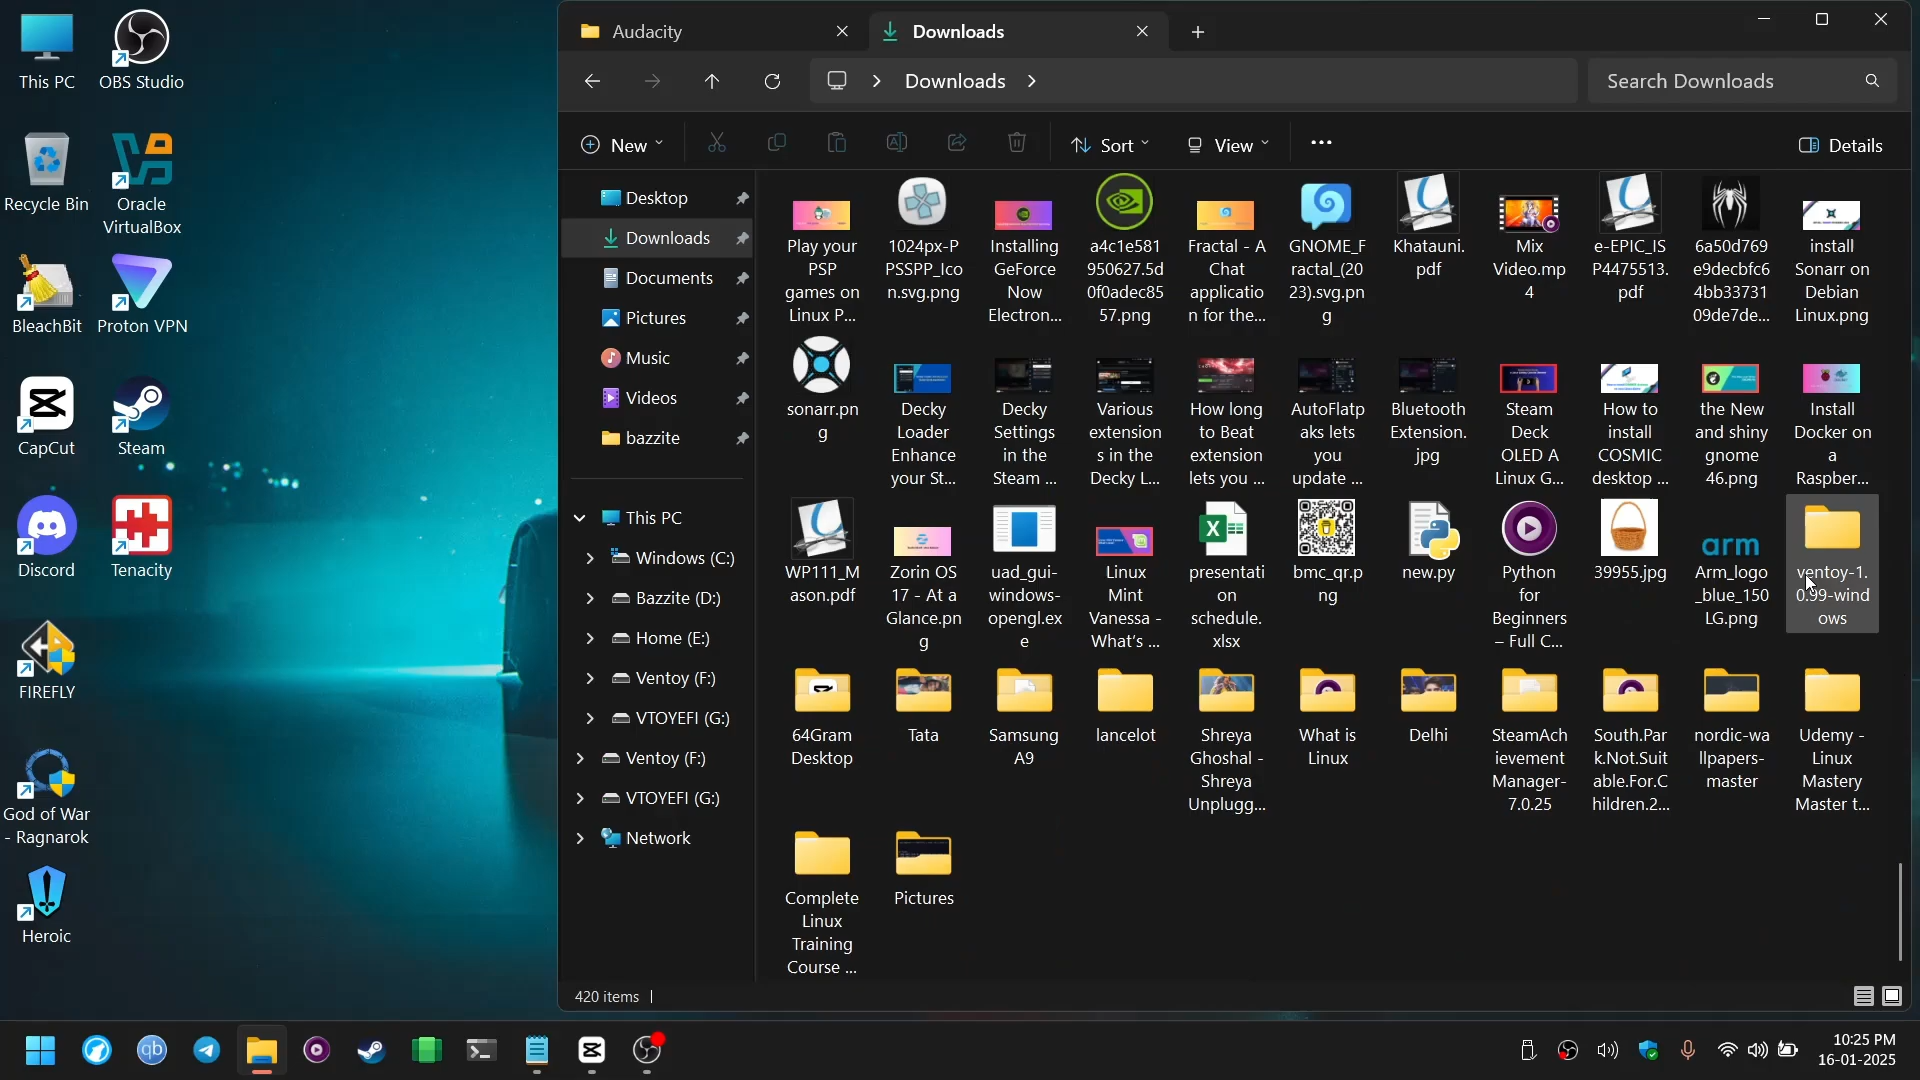 This PC
OBS Studio
Recycle Bin
Oracle
VirtualBox
BleachBit
Proton VPN
CapCut
Steam
Discord
Tenacity
FIREFLY
God of War
- Ragnarok
Heroic
Audacity
Downloads
Downloads
Search Downloads
New
Sort
View
Details
Desktop
Downloads
Documents
Pictures
Music
Videos
bazzite
This PC
Windows (C:)
Bazzite (D:)
Home (E:)
Ventoy (F:)
VTOYEFI (G:)
Ventoy (F:)
VTOYEFI (G:)
Network
Play your
PSP
games on
Linux P...
1024px-P
PSSPP_Ico
n.svg.png
Installing
GeForce
Now
Electron...
a4c1e581
950627.5d
0f0adec85
57.png
Fractal - A
Chat
applicatio
n for the...
GNOME_F
ractal_(20
23).svg.pn
g
Khatauni.
pdf
Mix
Video.mp
4
e-EPIC_IS
P4475513.
pdf
6a50d769
e9decbfc6
4bb33731
09de7de...
install
Sonarr on
Debian
Linux.png
sonarr.pn
g
Decky
Loader
Enhance
your St...
Decky
Settings
in the
Steam ...
Various
extension
s in the
Decky L...
How long
to Beat
extension
lets you ...
AutoFlatp
aks lets
you
update ...
Bluetooth
Extension.
jpg
Steam
Deck
OLED A
Linux G...
How to
install
COSMIC
desktop ...
the New
and shiny
gnome
46.png
Install
Docker on
a
Raspber...
WP111_M
ason.pdf
Zorin OS
17 - At a
Glance.pn
g
uad_gui-
windows-
opengl.ex
e
Linux
Mint
Vanessa -
What's ...
presentati
on
schedule.
xlsx
bmc_qr.p
ng
new.py
Python
for
Beginners
– Full C...
39955.jpg
arm
Arm_logo
_blue_150
LG.png
ventoy-1.
0.99-wind
ows
64Gram
Desktop
Tata
Samsung
A9
lancelot
Shreya
Ghoshal -
Shreya
Unplugg...
What is
Linux
Delhi
SteamAch
ievement
Manager-
7.0.25
South.Par
k.Not.Suit
able.For.C
hildren.2...
nordic-wa
llpapers-
master
Udemy -
Linux
Mastery
Master t...
Complete
Linux
Training
Course ...
Pictures
420 items
qb
10:25 PM
16-01-2025